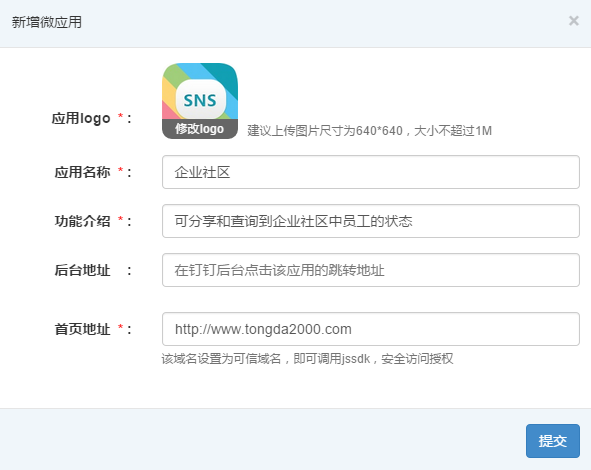 新增微应用 ×
SNS
修改logo
应用logo *： 建议上传图片尺寸为640*640，大小不超过1M
应用名称 *： 企业社区
功能介绍 *： 可分享和查询到企业社区中员工的状态
后台地址 ： 在钉钉后台点击该应用的跳转地址
首页地址 *： http://www.tongda2000.com
该域名设置为可信域名，即可调用jssdk，安全访问授权
提交